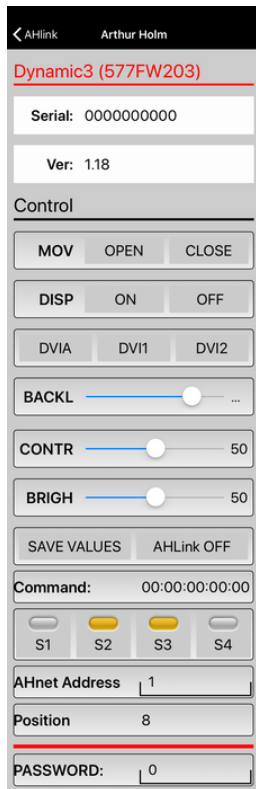 AHlink Arthur Holm
Dynamic3 (577FW203)
Serial: 0000000000
Ver: 1.18
Control
MOV OPEN CLOSE
DISP ON OFF
DVIA DVI1 DVI2
BACKL ...
CONTR 50
BRIGH 50
SAVE VALUES AHLink OFF
Command: 00:00:00:00:00
S1 S2 S3 S4
AHnet Address 1
Position 8
PASSWORD: 0